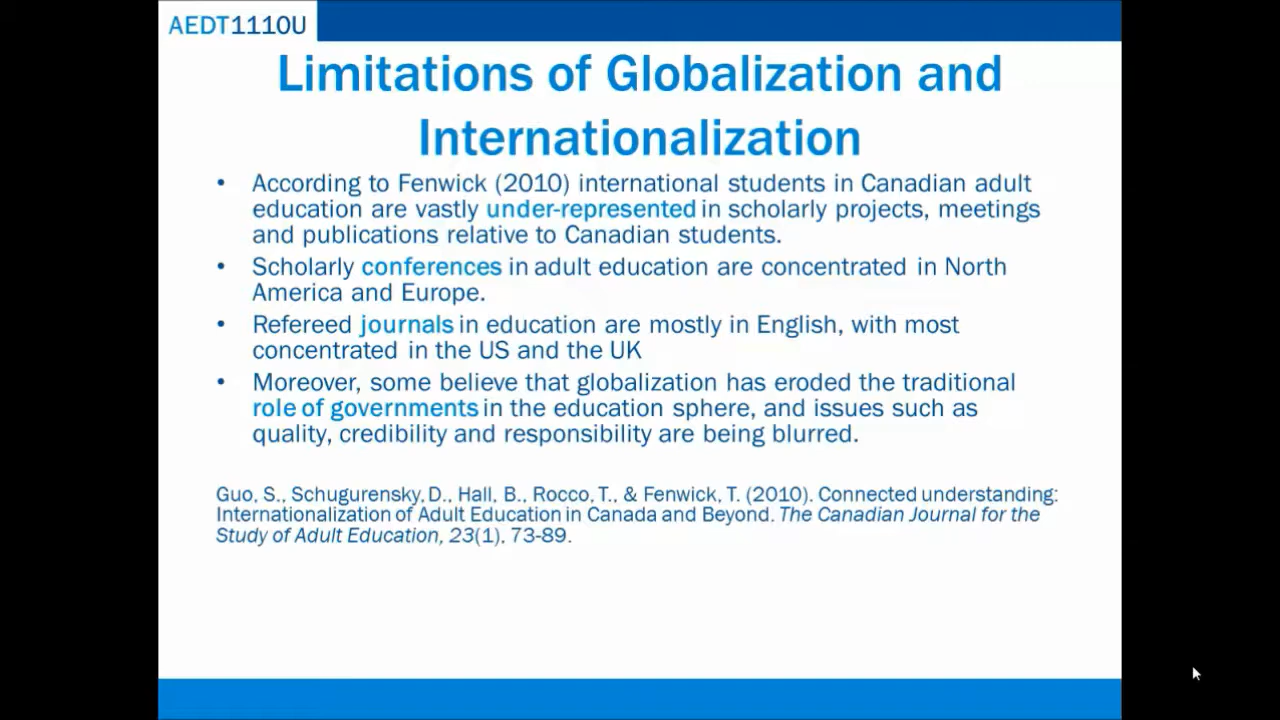 AEDT1110U
Limitations of Globalization and
Internationalization
• According to Fenwick (2010) international students in Canadian adult
education are vastly under-represented in scholarly projects, meetings
and publications relative to Canadian students.
• Scholarly conferences in adult education are concentrated in North
America and Europe.
• Refereed journals in education are mostly in English, with most
concentrated in the US and the UK
• Moreover, some believe that globalization has eroded the traditional
role of governments in the education sphere, and issues such as
quality, credibility and responsibility are being blurred.
Guo, S., Schugurensky, D., Hall, B., Rocco, T., & Fenwick, T. (2010). Connected understanding:
Internationalization of Adult Education in Canada and Beyond. The Canadian Journal for the
Study of Adult Education, 23(1), 73-89.